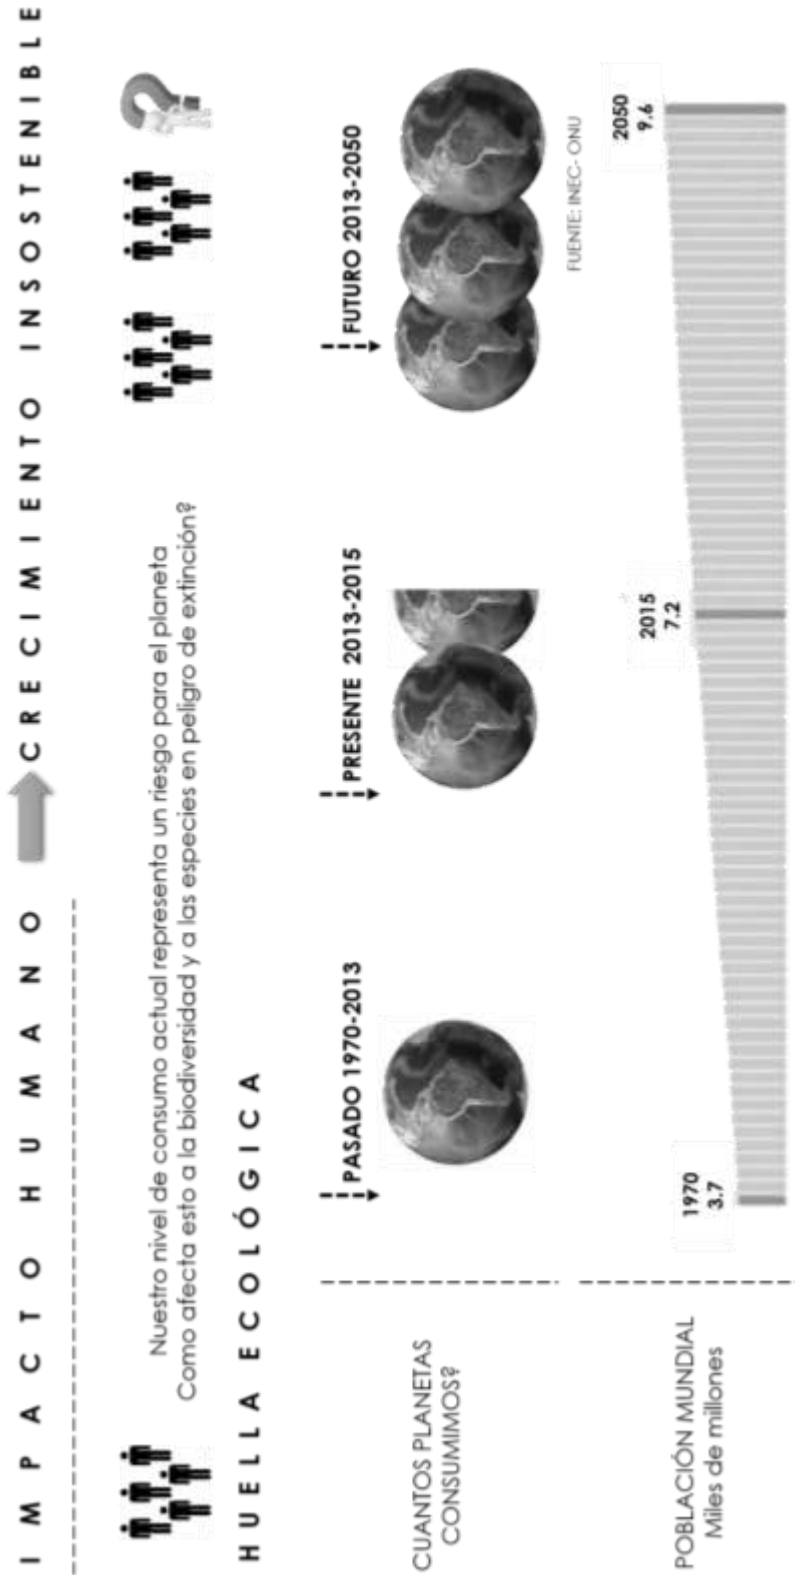 IMPACTO HUMANO CRECIMIENTO INSOSTENIBLE
Nuestro nivel de consumo actual representa un riesgo para el planeta
Como afecta esto a la biodiversidad y a las especies en peligro de extinción?
HUELLA ECOLÓGICA
PASADO 1970-2013
PRESENTE 2013-2015
FUTURO 2013-2050
CUANTOS PLANETAS
CONSUMIMOS?
FUENTE: INEC- ONU
POBLACIÓN MUNDIAL
Miles de millones
1970
3.7
2015
7.2
2050
9.6